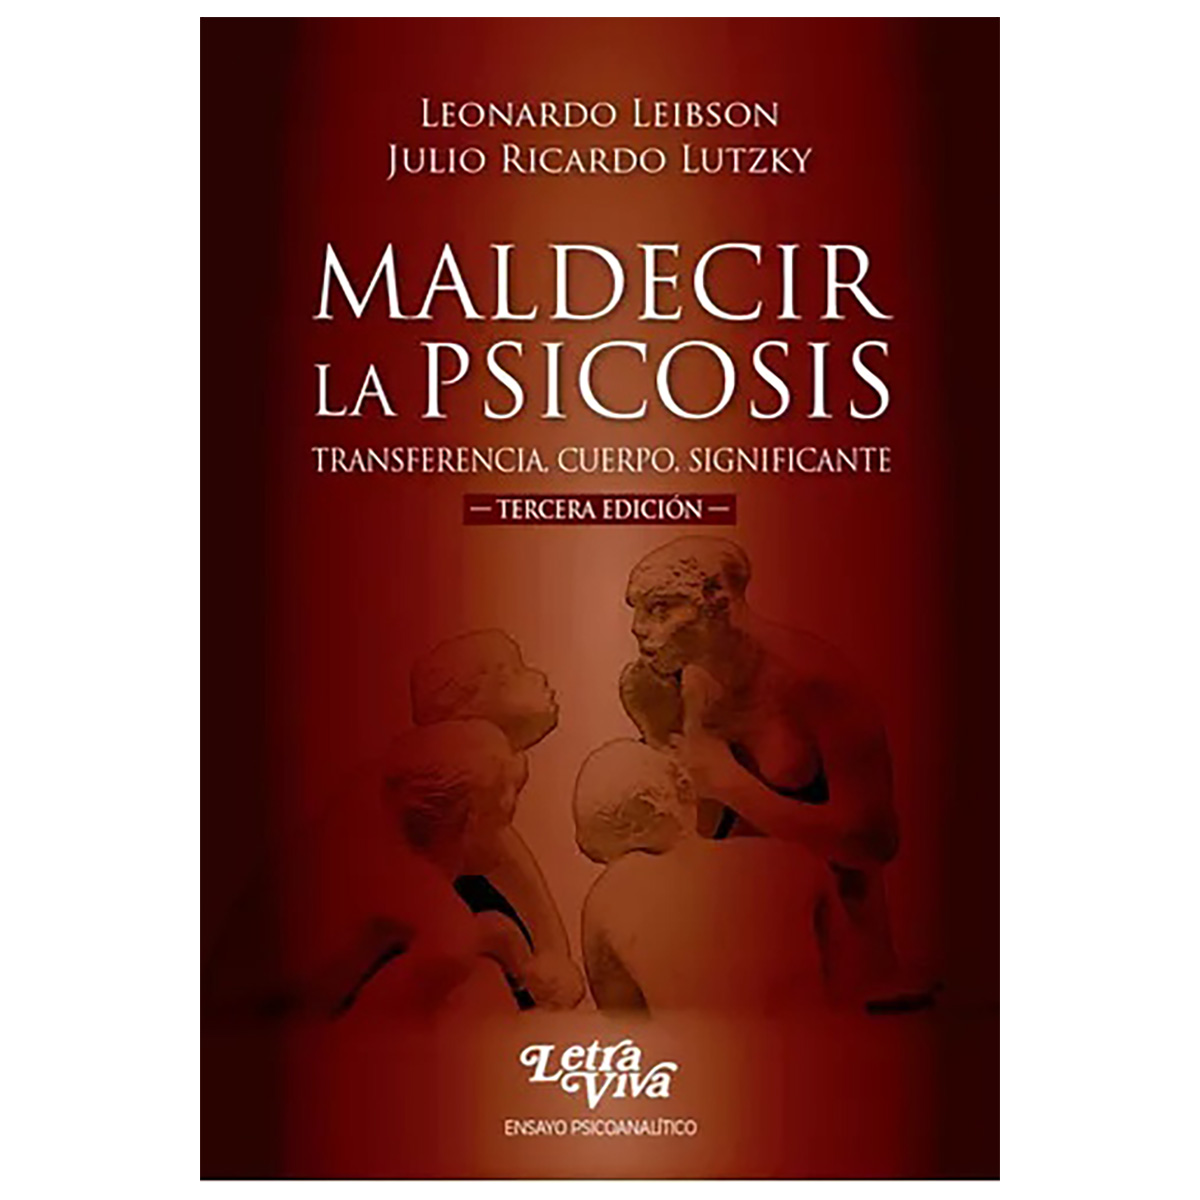 LEONARDO LEIBSON
JULIO RICARDO LUTZKY
MALDECIR
LA PSICOSIS
TRANSFERENCIA, CUERPO, SIGNIFICANTE
— TERCERA EDICIÓN —
Letra
Viva
ENSAYO PSICOANALÍTICO